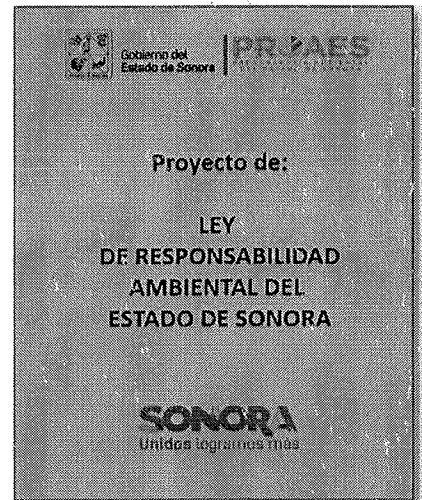 Gobierno del
Estado de Sonora
PROAES
Proyecto de:
LEY
DE RESPONSABILIDAD
AMBIENTAL DEL
ESTADO DE SONORA
SONORA
Unidos logramos más